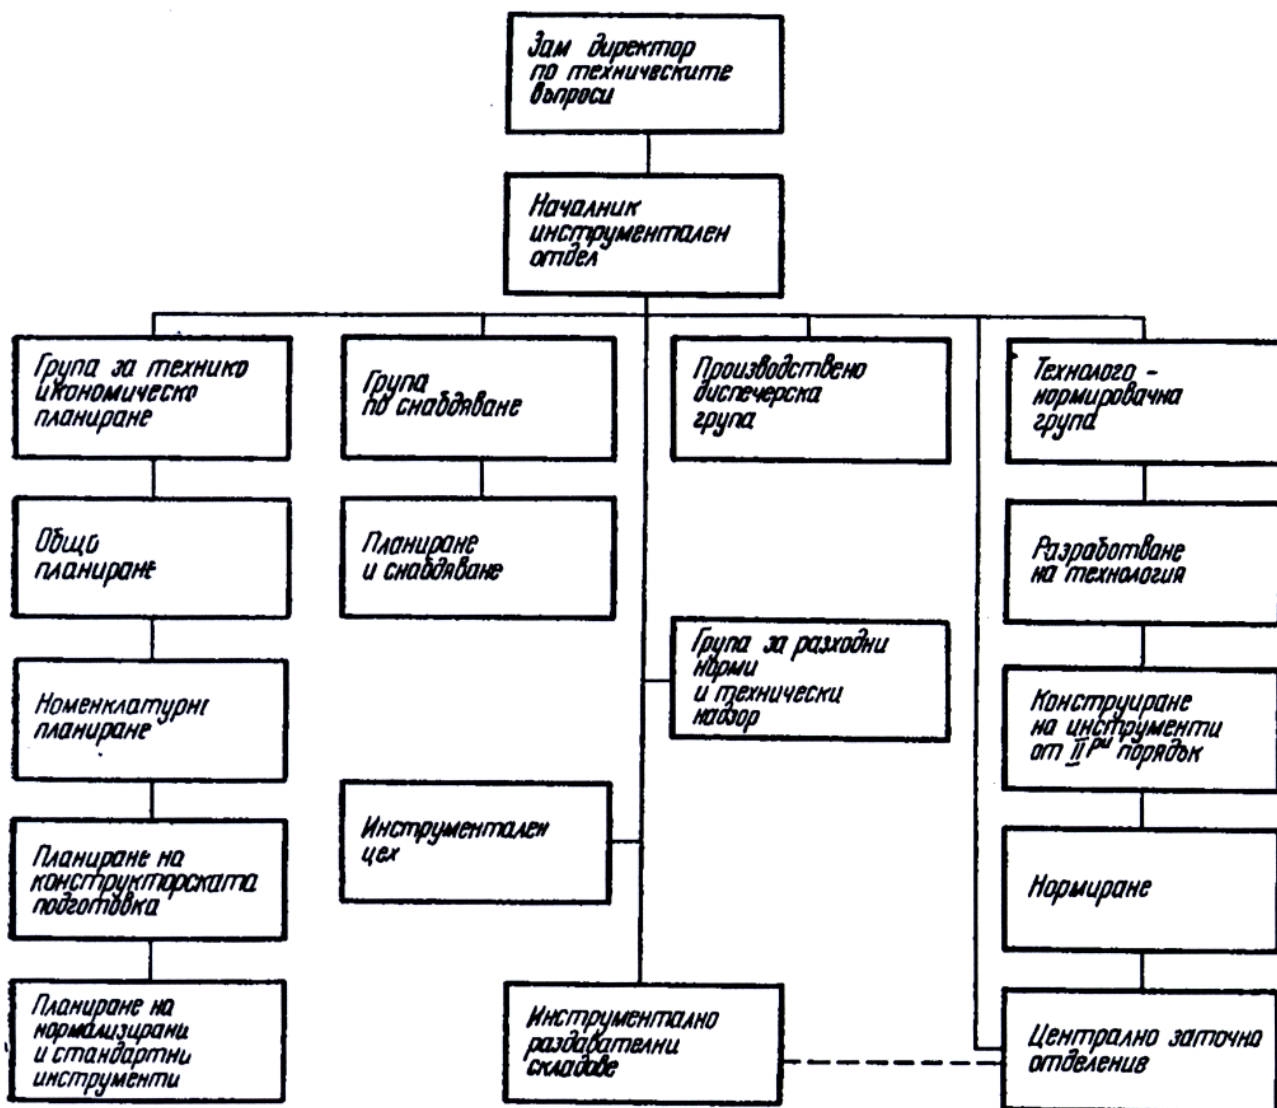 Зам директор
по техническите
въпроси
Началник
инструментален
отдел
Група за технико
икономическо
планиране
Група
по снабдяване
Производствено
диспечерска
група
Технолого -
нормировачна
група
Общо
планиране
Планиране
и снабдяване
Разработване
на технология
Номенклатурно
планиране
Група за разходни
норми
и технически
надзор
Конструиране
на инструменти
от II ри порядък
Инструментален
цех
Планиране на
конструкторската
подготовка
Нормиране
Планиране на
нормализирани
и стандартни
инструменти
Инструментално
раздавателни
складове
Централно заточно
отделения